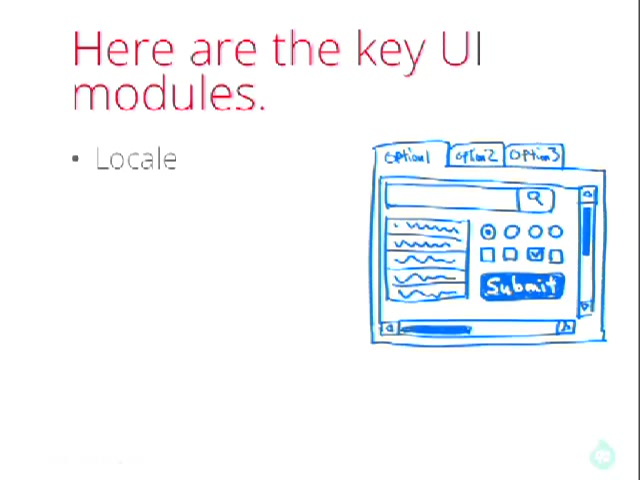 Here are the key UI
modules.
• Locale
Option1 Option2 Option3
Submit